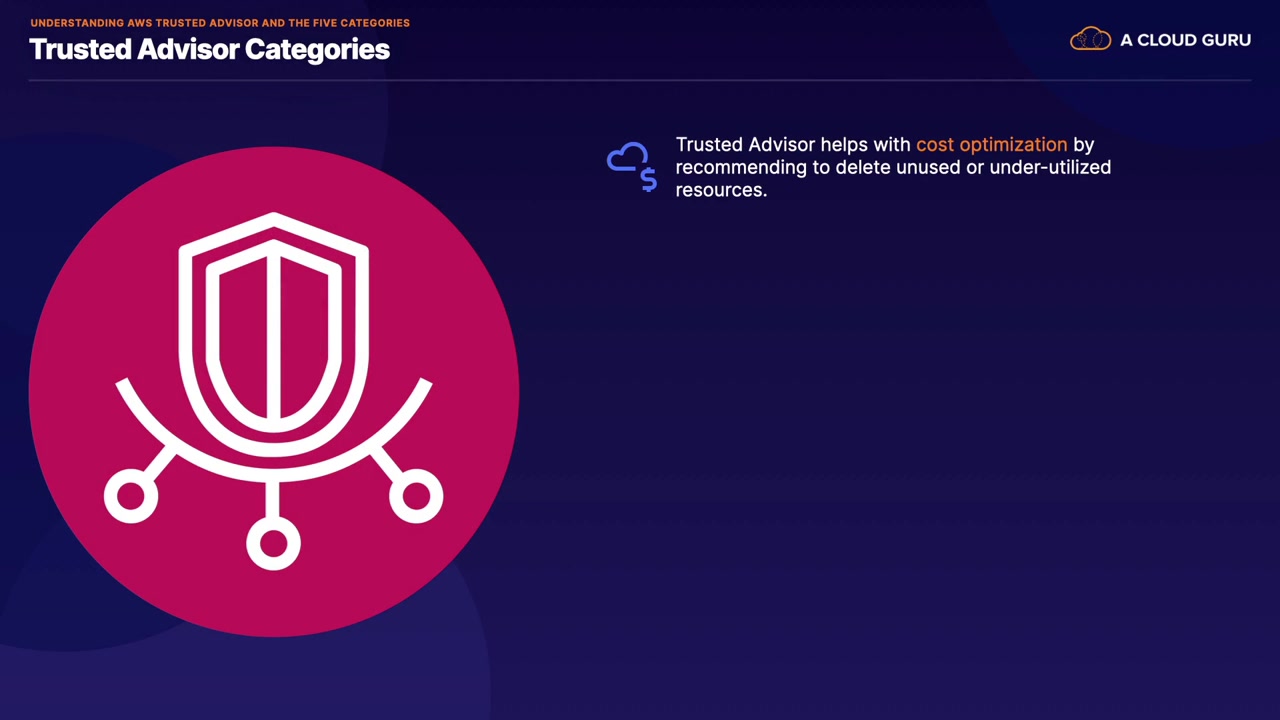 UNDERSTANDING AWS TRUSTED ADVISOR AND THE FIVE CATEGORIES
Trusted Advisor Categories
A CLOUD GURU
Trusted Advisor helps with cost optimization by
recommending to delete unused or under-utilized
resources.